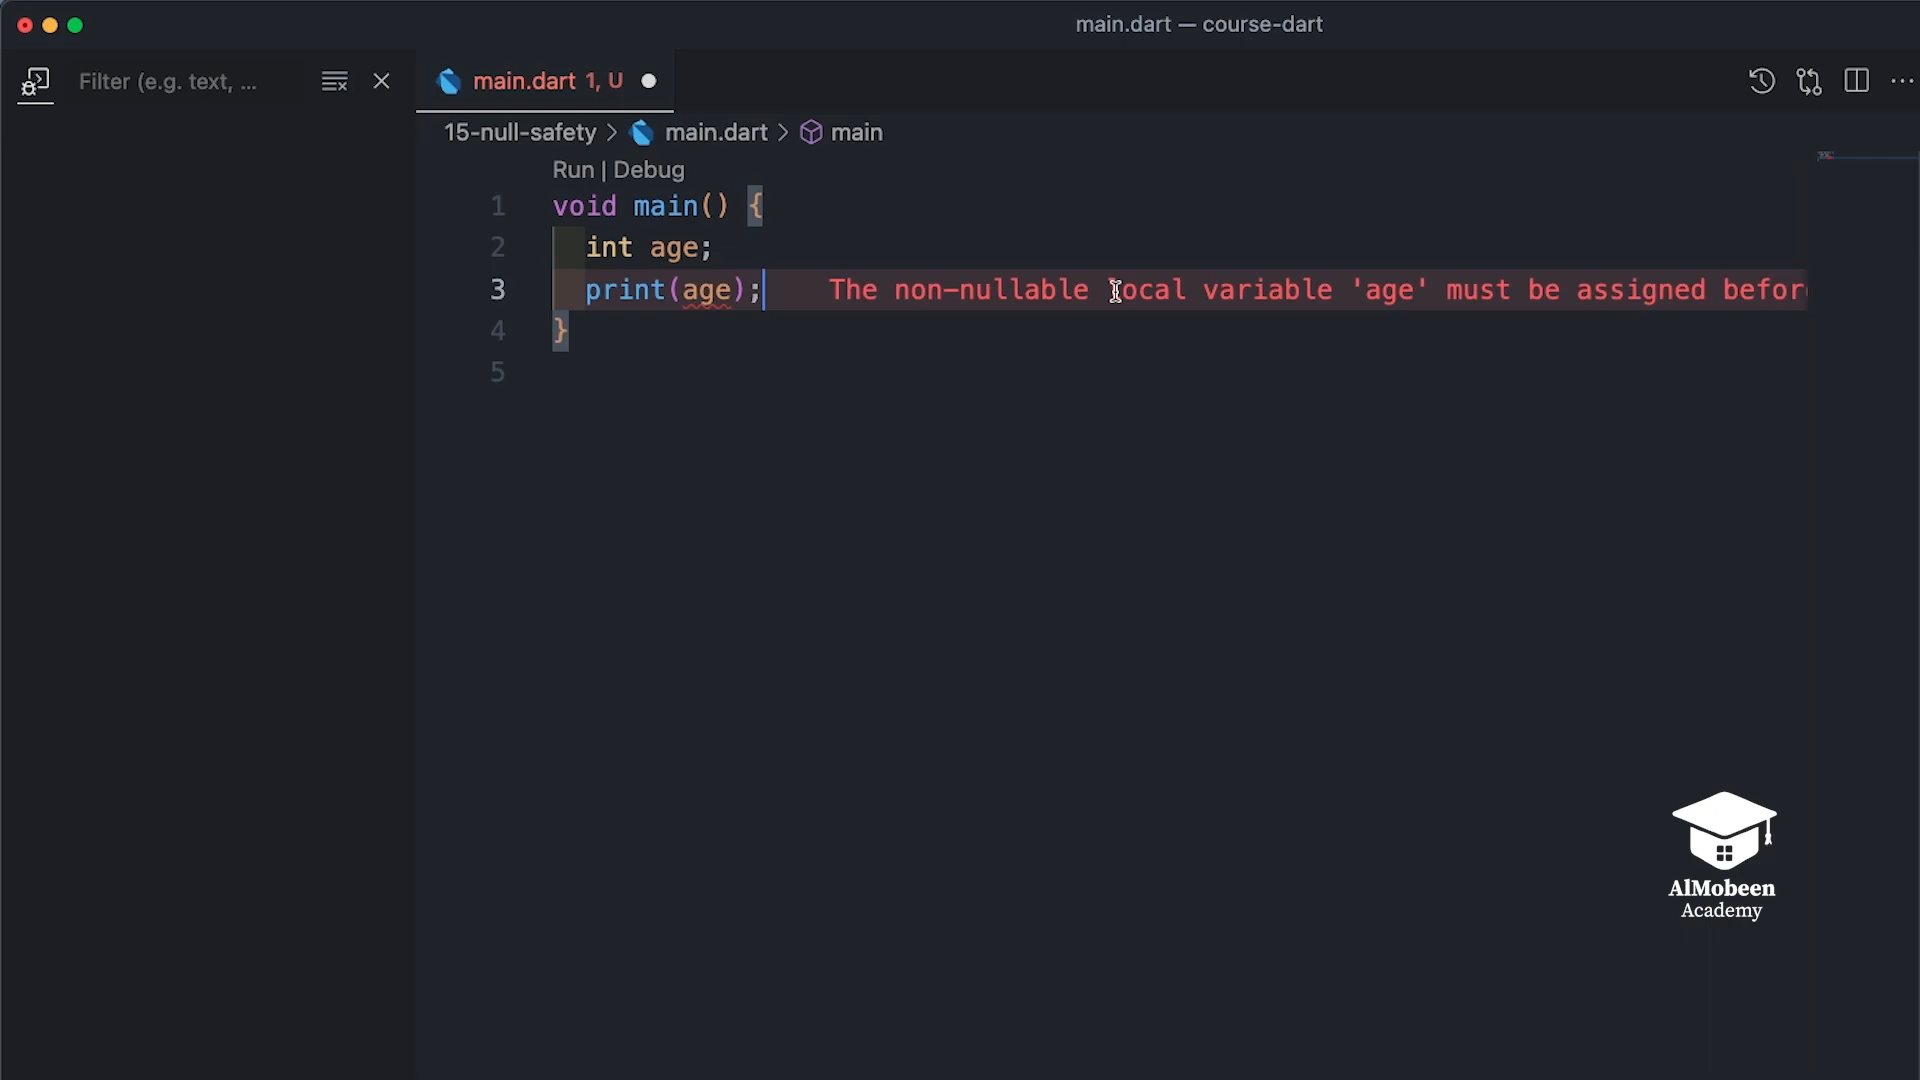 main.dart — course-dart
Filter (e.g. text, ...
main.dart 1, U
15-null-safety > main.dart > main
Run | Debug
1 void main() {
2 int age;
3 print(age); The non-nullable local variable 'age' must be assigned befor
4 }
5
AlMobeen
Academy